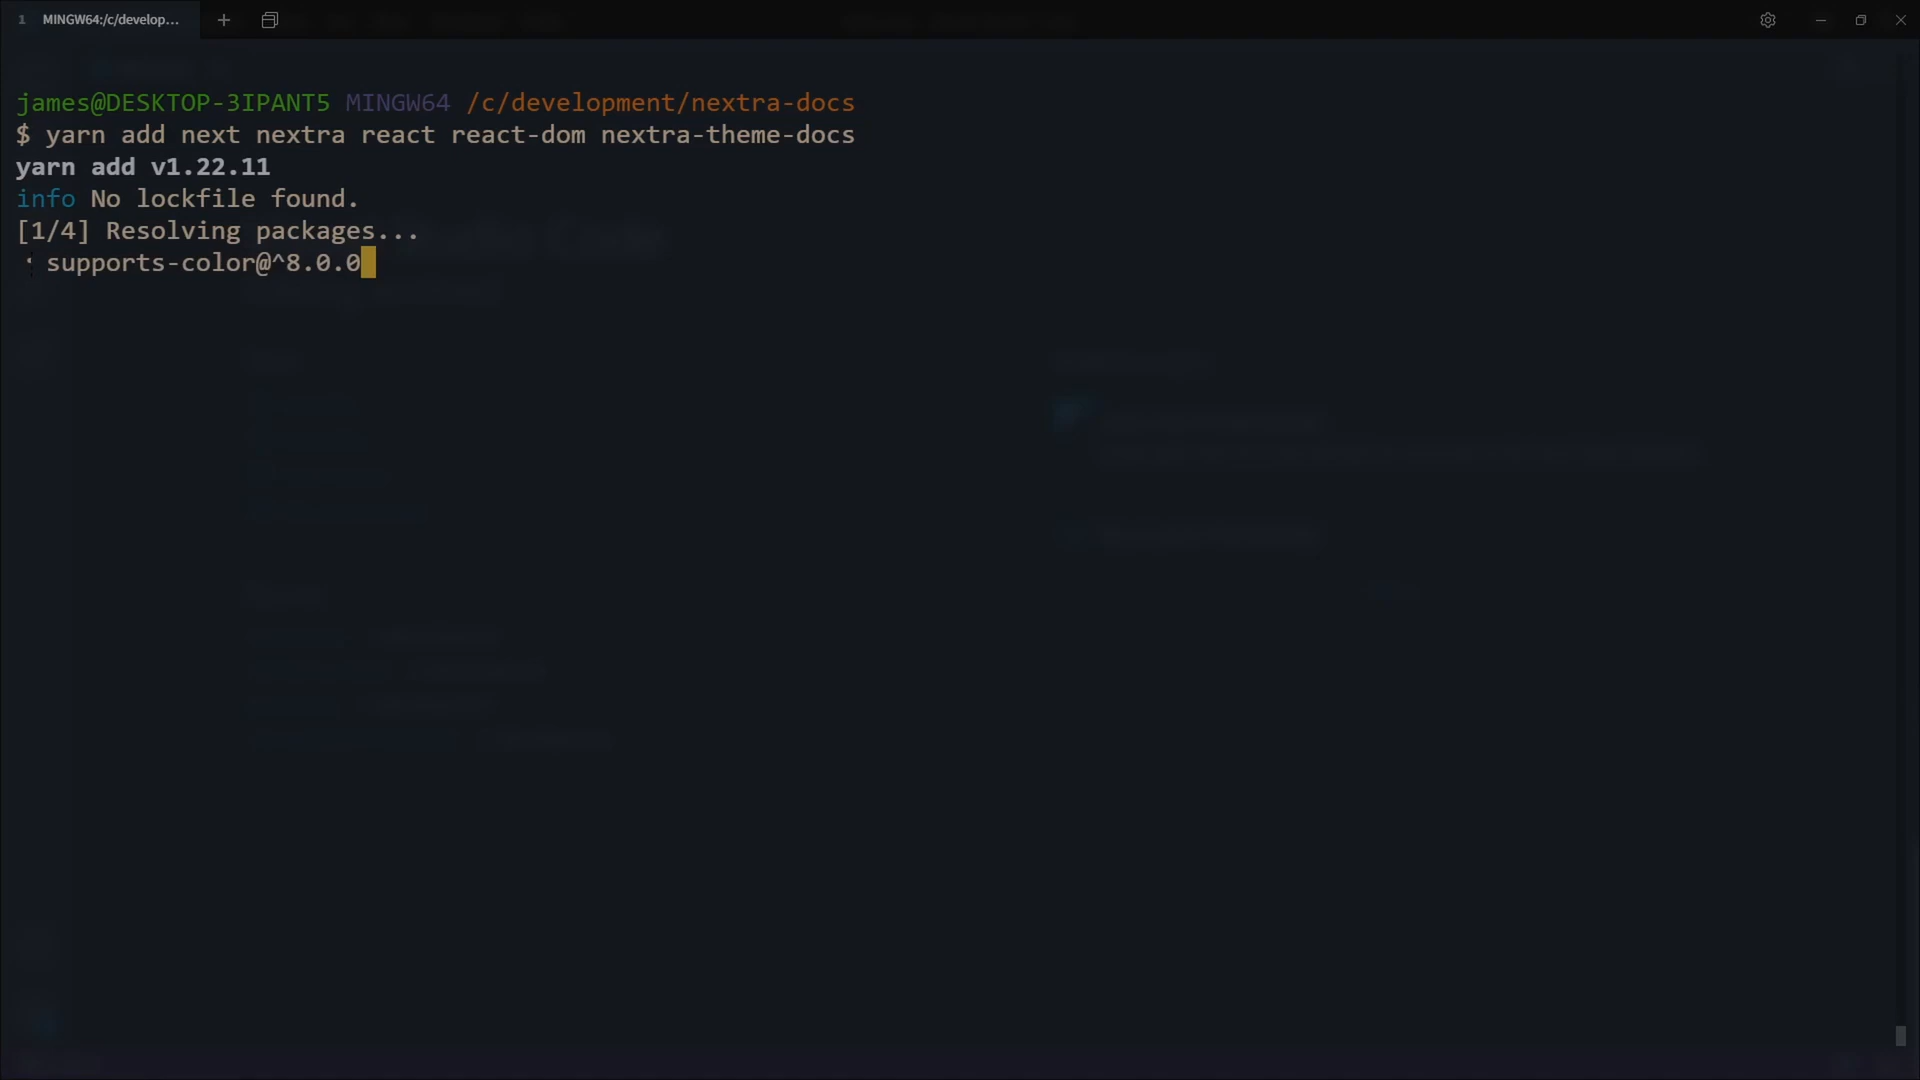 1 MINGW64:/c/develop...
james@DESKTOP-3IPANT5 MINGW64 /c/development/nextra-docs
$ yarn add next nextra react react-dom nextra-theme-docs
yarn add v1.22.11
info No lockfile found.
[1/4] Resolving packages...
⠁ supports-color@^8.0.0